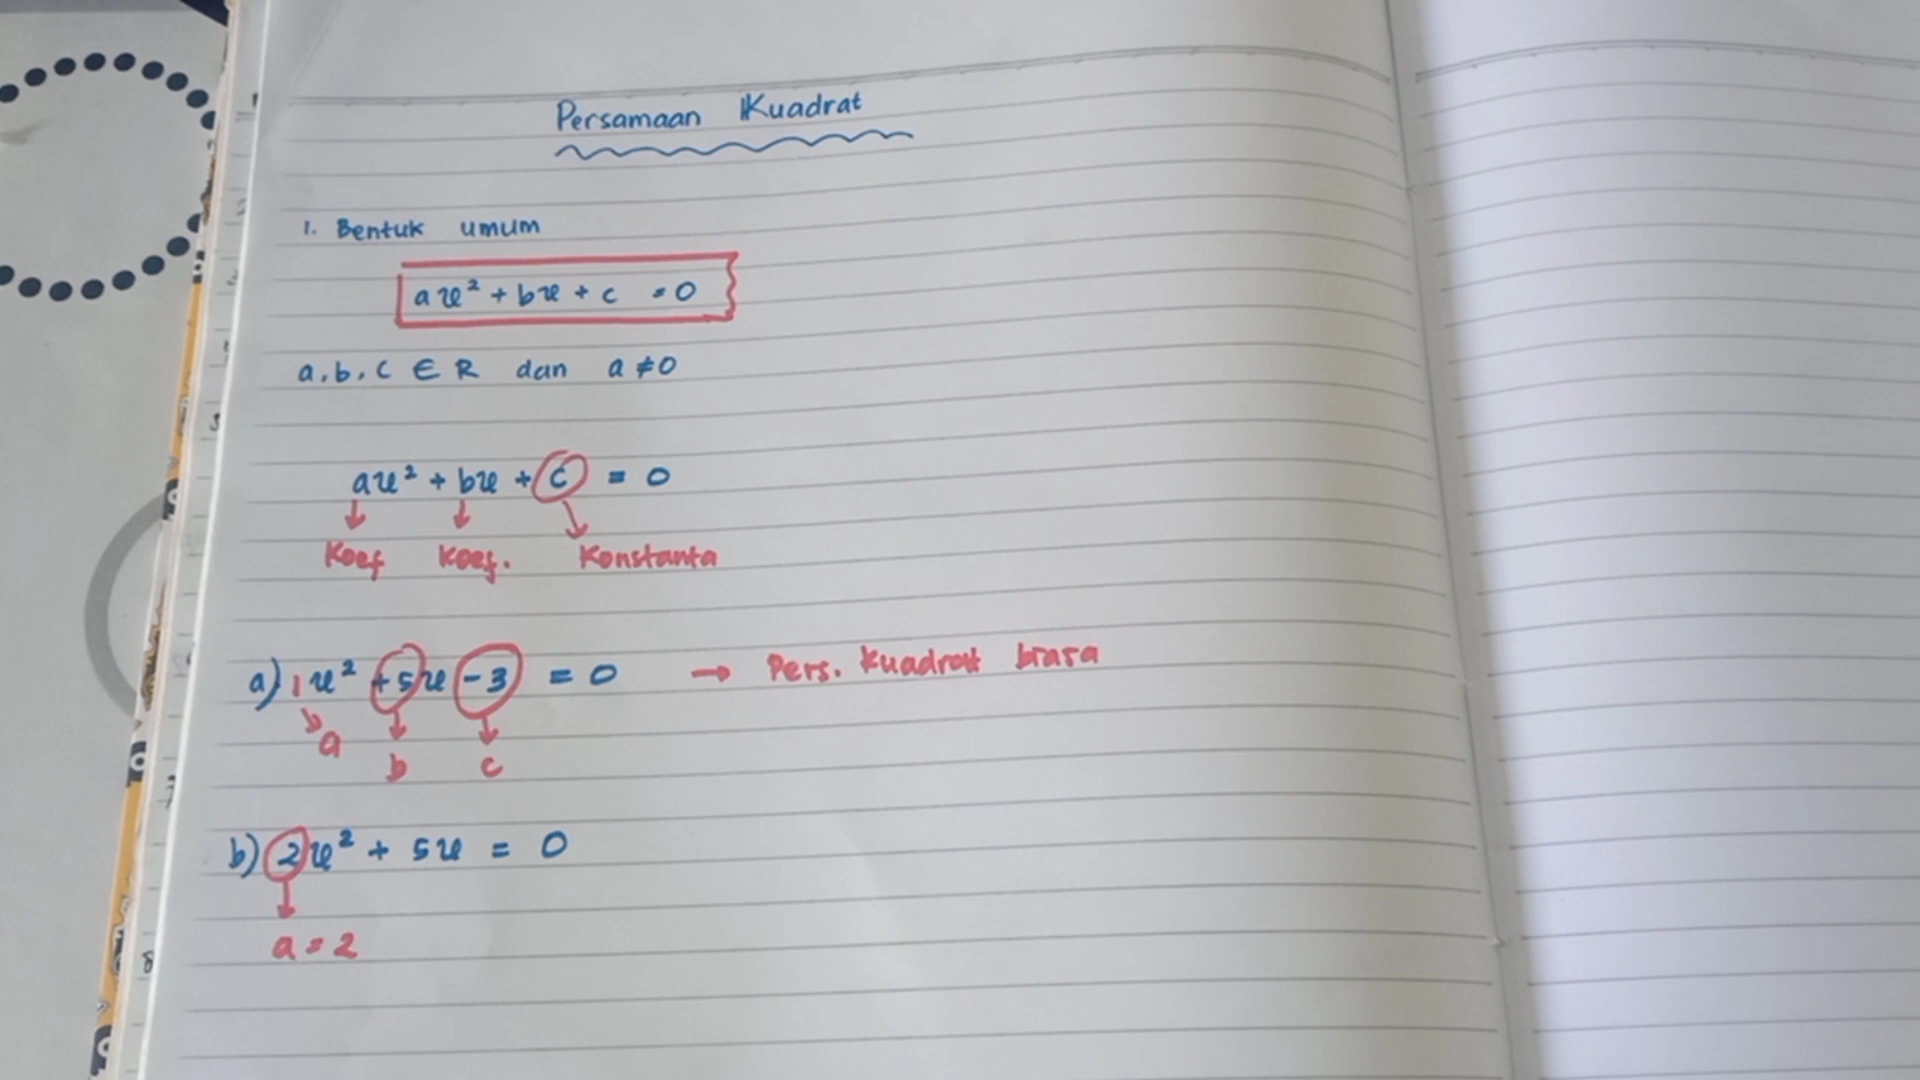 Persamaan Kuadrat
1. Bentuk umum
ax² + bx + c = 0
a, b, c ∈ R dan a ≠ 0
ax² + bx + c = 0
Koef Koef. Konstanta
a) 1x² + 5x - 3 = 0 → Pers. Kuadrat biasa
a b c
b) 2x² + 5x = 0
a = 2